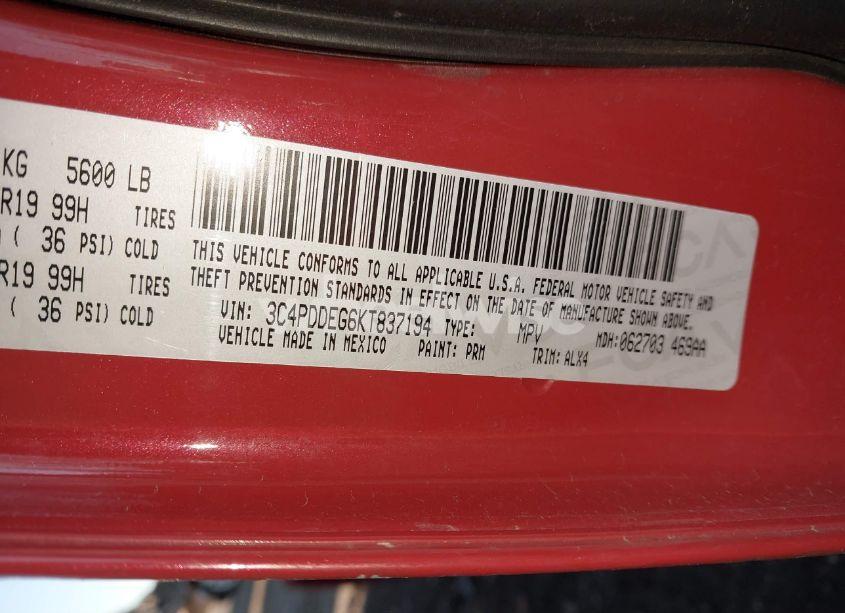 KG 5600 LB
R19 99H TIRES
( 36 PSI) COLD
R19 99H TIRES
( 36 PSI) COLD
THIS VEHICLE CONFORMS TO ALL APPLICABLE U.S.A. FEDERAL MOTOR VEHICLE SAFETY AND
THEFT PREVENTION STANDARDS IN EFFECT ON THE DATE OF MANUFACTURE SHOWN ABOVE.
VIN: 3C4PDDEG6KT837194 TYPE: MPV MDH:062703 469AA
VEHICLE MADE IN MEXICO PAINT: PRM TRIM: ALX4